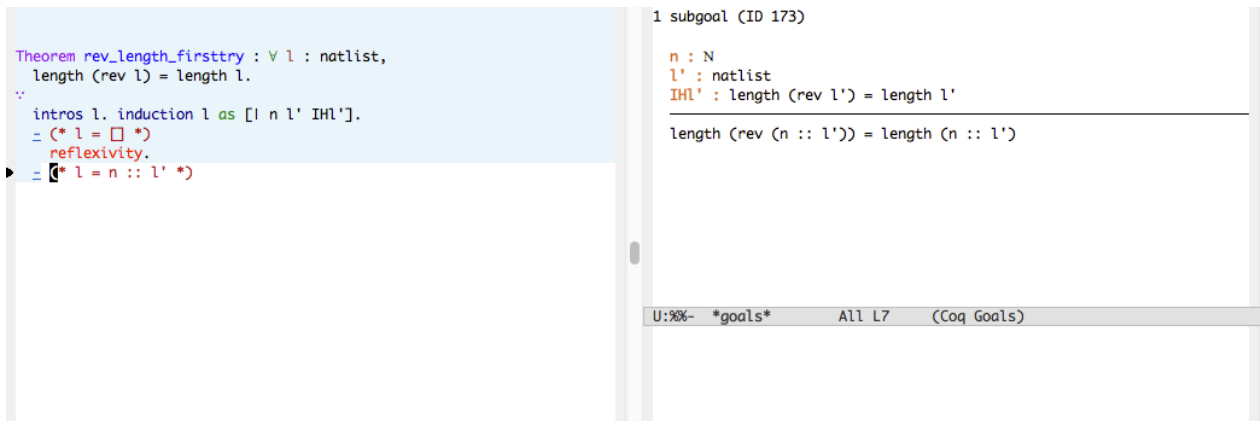 Theorem rev_length_firsttry : ∀ l : natlist,
length (rev l) = length l.
∵
intros l. induction l as [| n l' IHl'].
- (* l = [] *)
reflexivity.
- (* l = n :: l' *)
1 subgoal (ID 173)
n : ℕ
l' : natlist
IHl' : length (rev l') = length l'
length (rev (n :: l')) = length (n :: l')
U:%%- *goals* All L7 (Coq Goals)